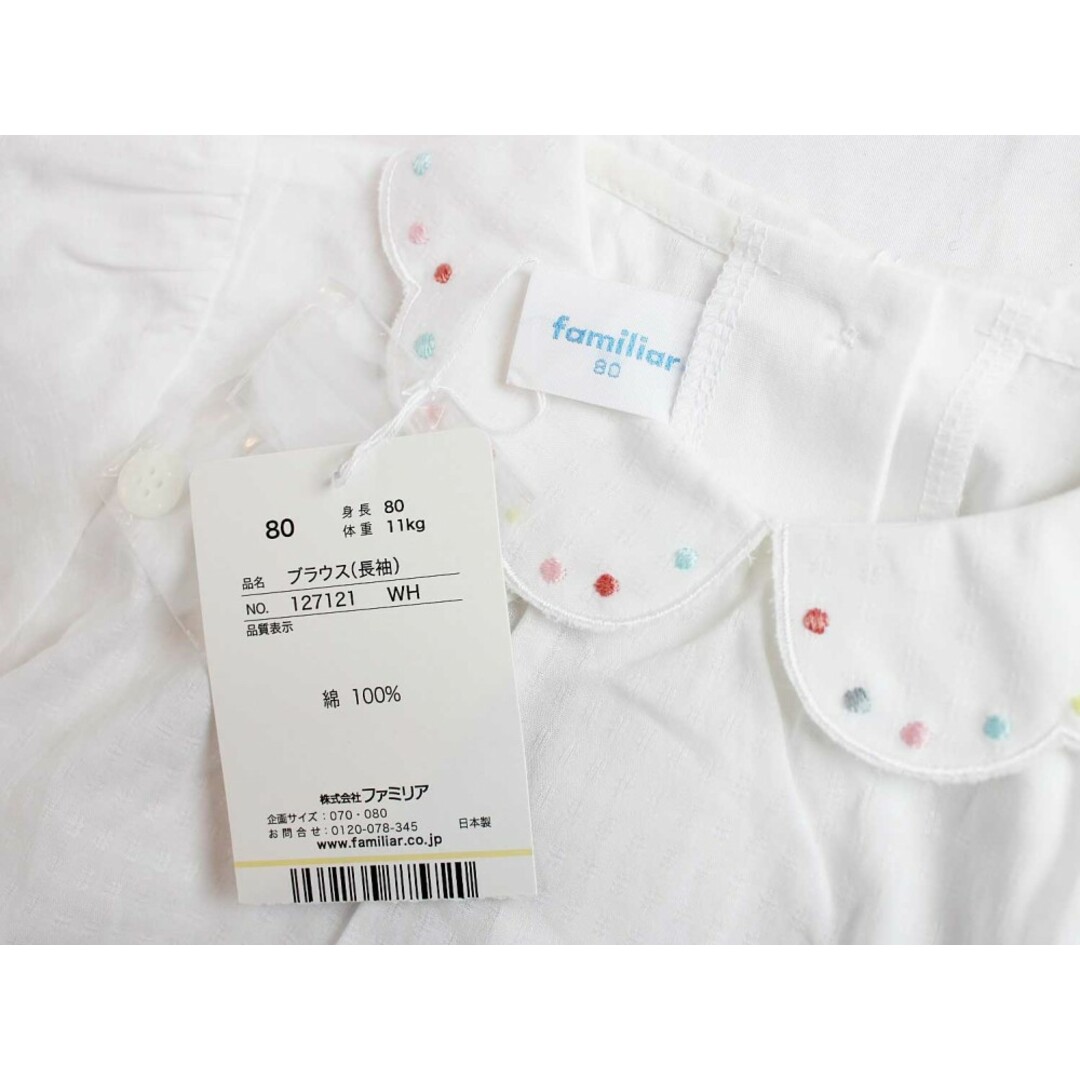 familiar
80
80 身長 80
体重 11kg
品名 ブラウス(長袖)
NO. 127121 WH
品質表示
綿 100%
株式会社ファミリア
企画サイズ:070・080
お問合せ:0120-078-345 日本製
www.familiar.co.jp